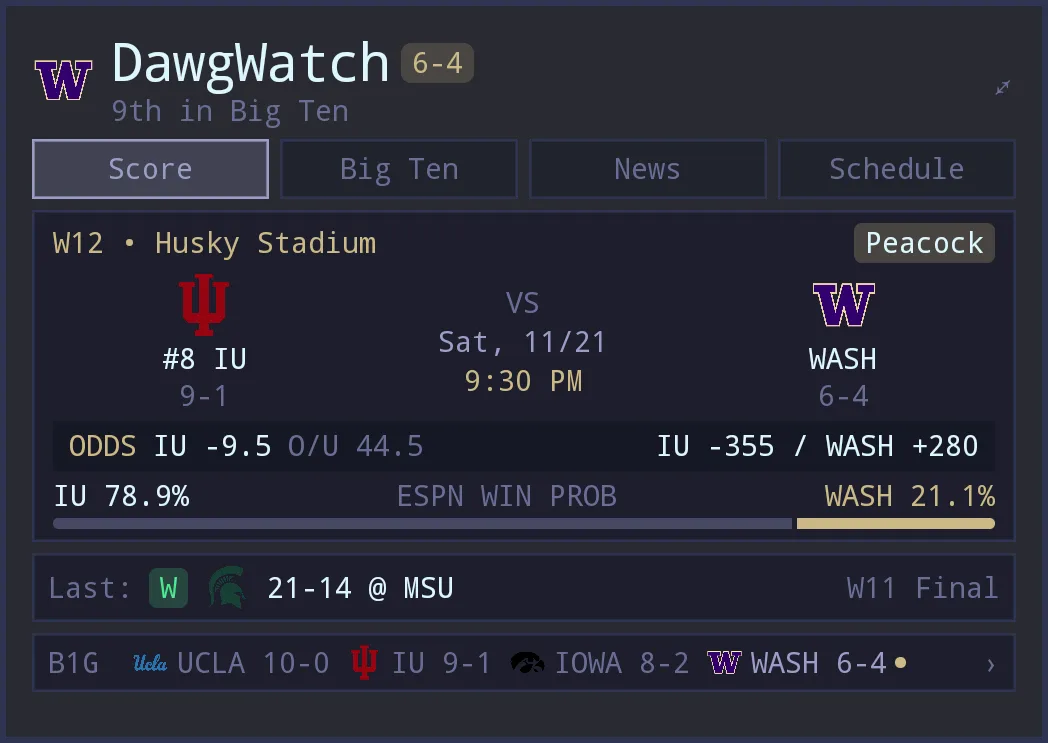 W DawgWatch 6-4
9th in Big Ten
Score Big Ten News Schedule
W12 • Husky Stadium Peacock
VS
Sat, 11/21
9:30 PM
#8 IU
9-1
W
WASH
6-4
ODDS IU -9.5 O/U 44.5 IU -355 / WASH +280
IU 78.9% ESPN WIN PROB WASH 21.1%
Last: W 21-14 @ MSU W11 Final
B1G Ucla UCLA 10-0 IU 9-1 IOWA 8-2 W WASH 6-4 • ›